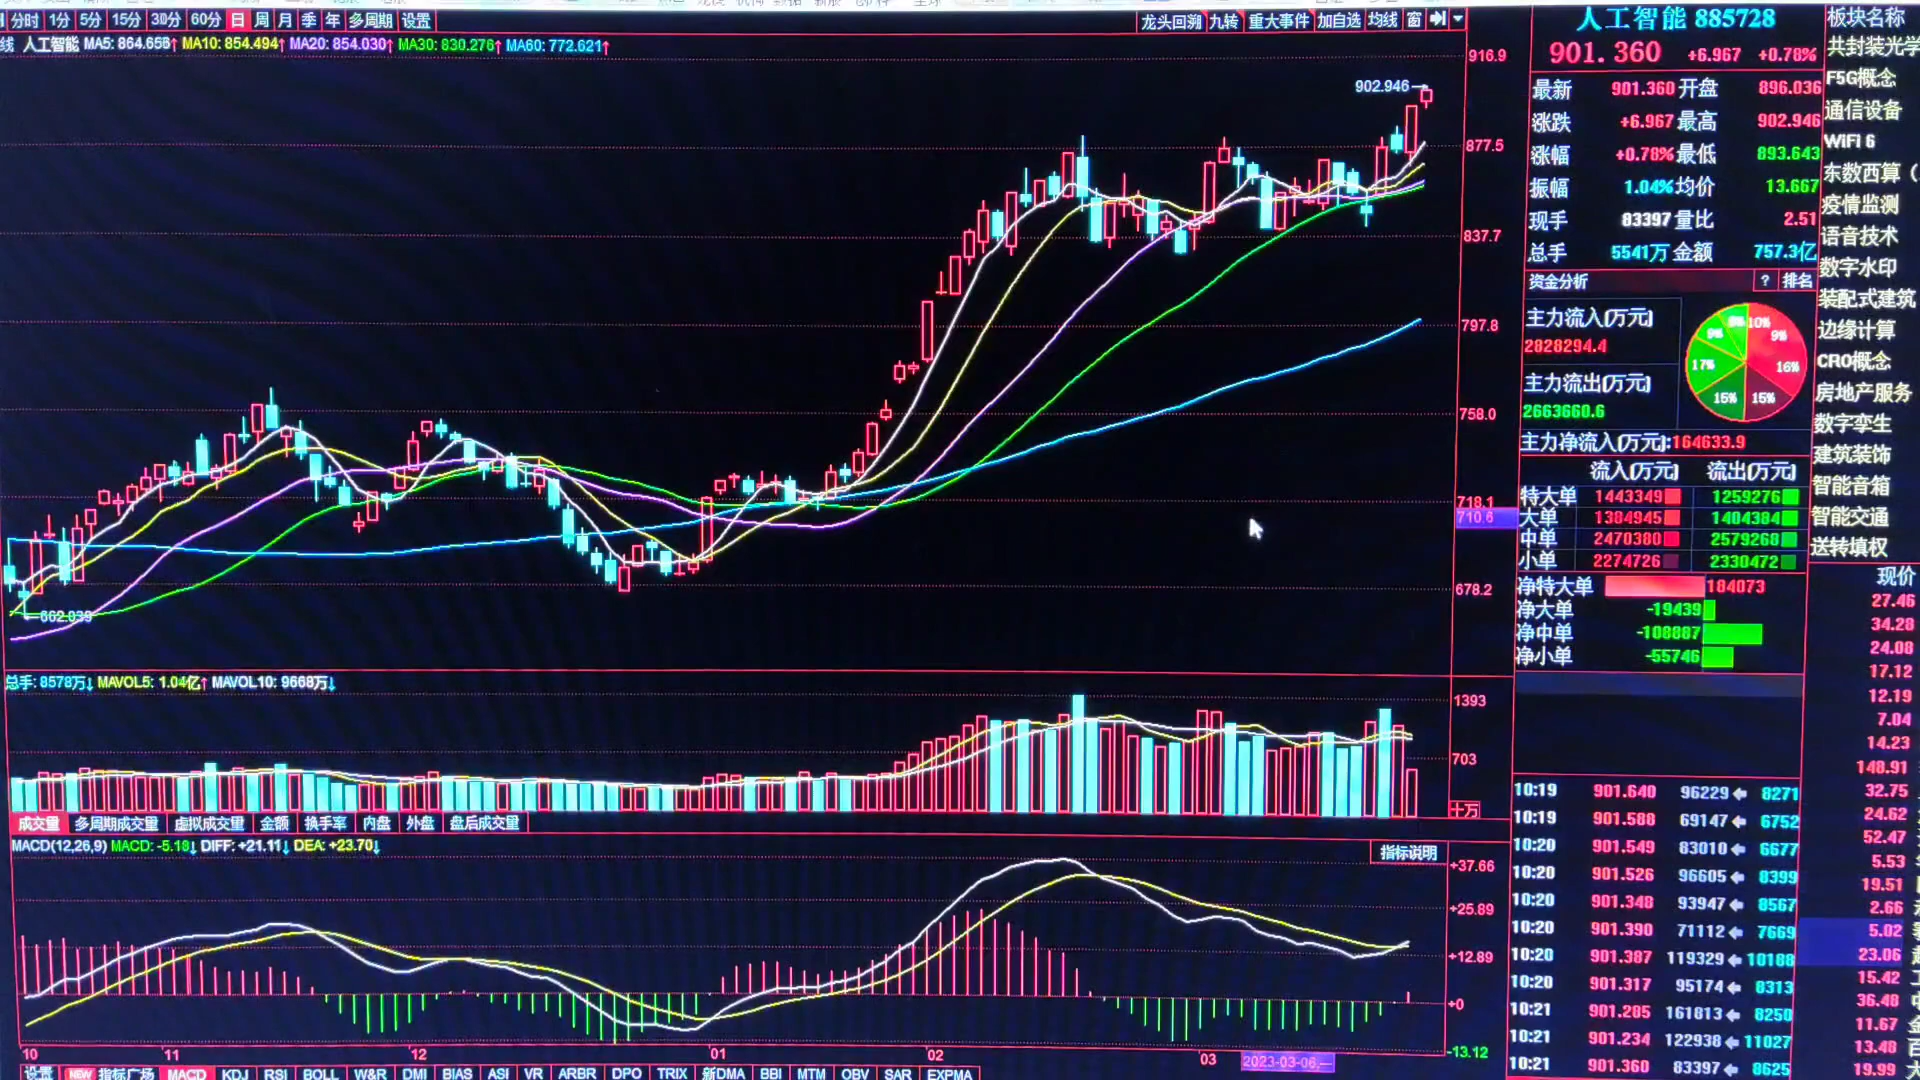 分时 1分 5分 15分 30分 60分 日 周 月 季 年 多周期 设置
龙头回溯 九转 重大事件 加自选 均线 窗
线 人工智能 MA5: 864.656↑ MA10: 854.494↑ MA20: 854.030↑ MA30: 830.276↑ MA60: 772.621↑
916.9
902.946→
877.5
837.7
797.8
758.0
718.1
710.6
678.2
←662.039
总手: 8578万↓ MAVOL5: 1.04亿↑ MAVOL10: 9668万↓
1393
703
十万
成交量 多周期成交量 虚拟成交量 金额 换手率 内盘 外盘 盘后成交量
MACD(12,26,9) MACD: -5.18↓ DIFF: +21.11↓ DEA: +23.70↓
指标说明
+37.66
+25.89
+12.89
+0
-13.12
10 11 12 01 02 03 2023-03-06,一
设置 NEW 指标广场 MACD KDJ RSI BOLL W&R DMI BIAS ASI VR ARBR DPO TRIX 新DMA BBI MTM OBV SAR EXPMA
人工智能 885728
901.360 +6.967 +0.78%
最新 901.360 开盘 896.036
涨跌 +6.967 最高 902.946
涨幅 +0.78% 最低 893.643
振幅 1.04% 均价 13.667
现手 83397 量比 2.51
总手 5541万 金额 757.3亿
资金分析 ? 排名
主力流入(万元)
2828294.4
主力流出(万元)
2663660.6
10% 9% 16% 15% 15% 17% 9%
主力净流入(万元):164633.9
流入(万元) 流出(万元)
特大单 1443349 1259276
大单 1384945 1404384
中单 2470380 2579268
小单 2274726 2330472
净特大单 184073
净大单 -19439
净中单 -108887
净小单 -55746
10:19 901.640 96229 8271
10:19 901.588 69147 6752
10:20 901.549 83010 6677
10:20 901.526 96605 8399
10:20 901.348 93947 8567
10:20 901.390 71112 7669
10:20 901.387 119329 10188
10:20 901.317 95174 8313
10:21 901.285 161813 8250
10:21 901.234 122938 11027
10:21 901.360 83397 8625
板块名称
共封装光学
F5G概念
通信设备
WiFi 6
东数西算（
疫情监测
语音技术
数字水印
装配式建筑
边缘计算
CRO概念
房地产服务
数字孪生
建筑装饰
智能音箱
智能交通
送转填权
现价
27.46
34.28
24.08
17.12
12.19
7.04
14.23
148.91
32.75
24.62
52.47
5.53
19.51
2.66
5.02
23.06
15.42
36.48
11.67
13.48
19.99